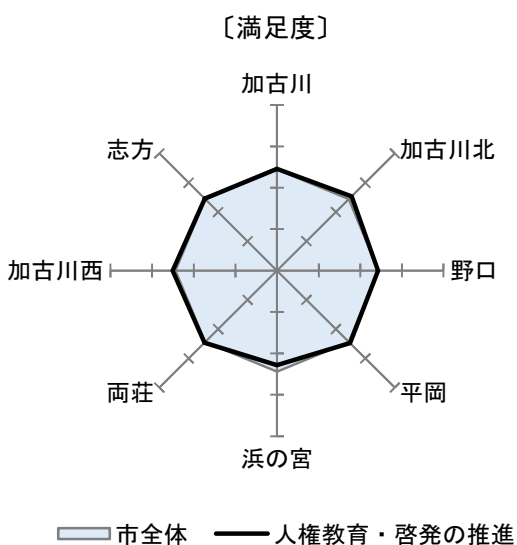 〔満足度〕
加古川
志方
加古川北
加古川西
野口
両荘
平岡
浜の宮
市全体
人権教育・啓発の推進